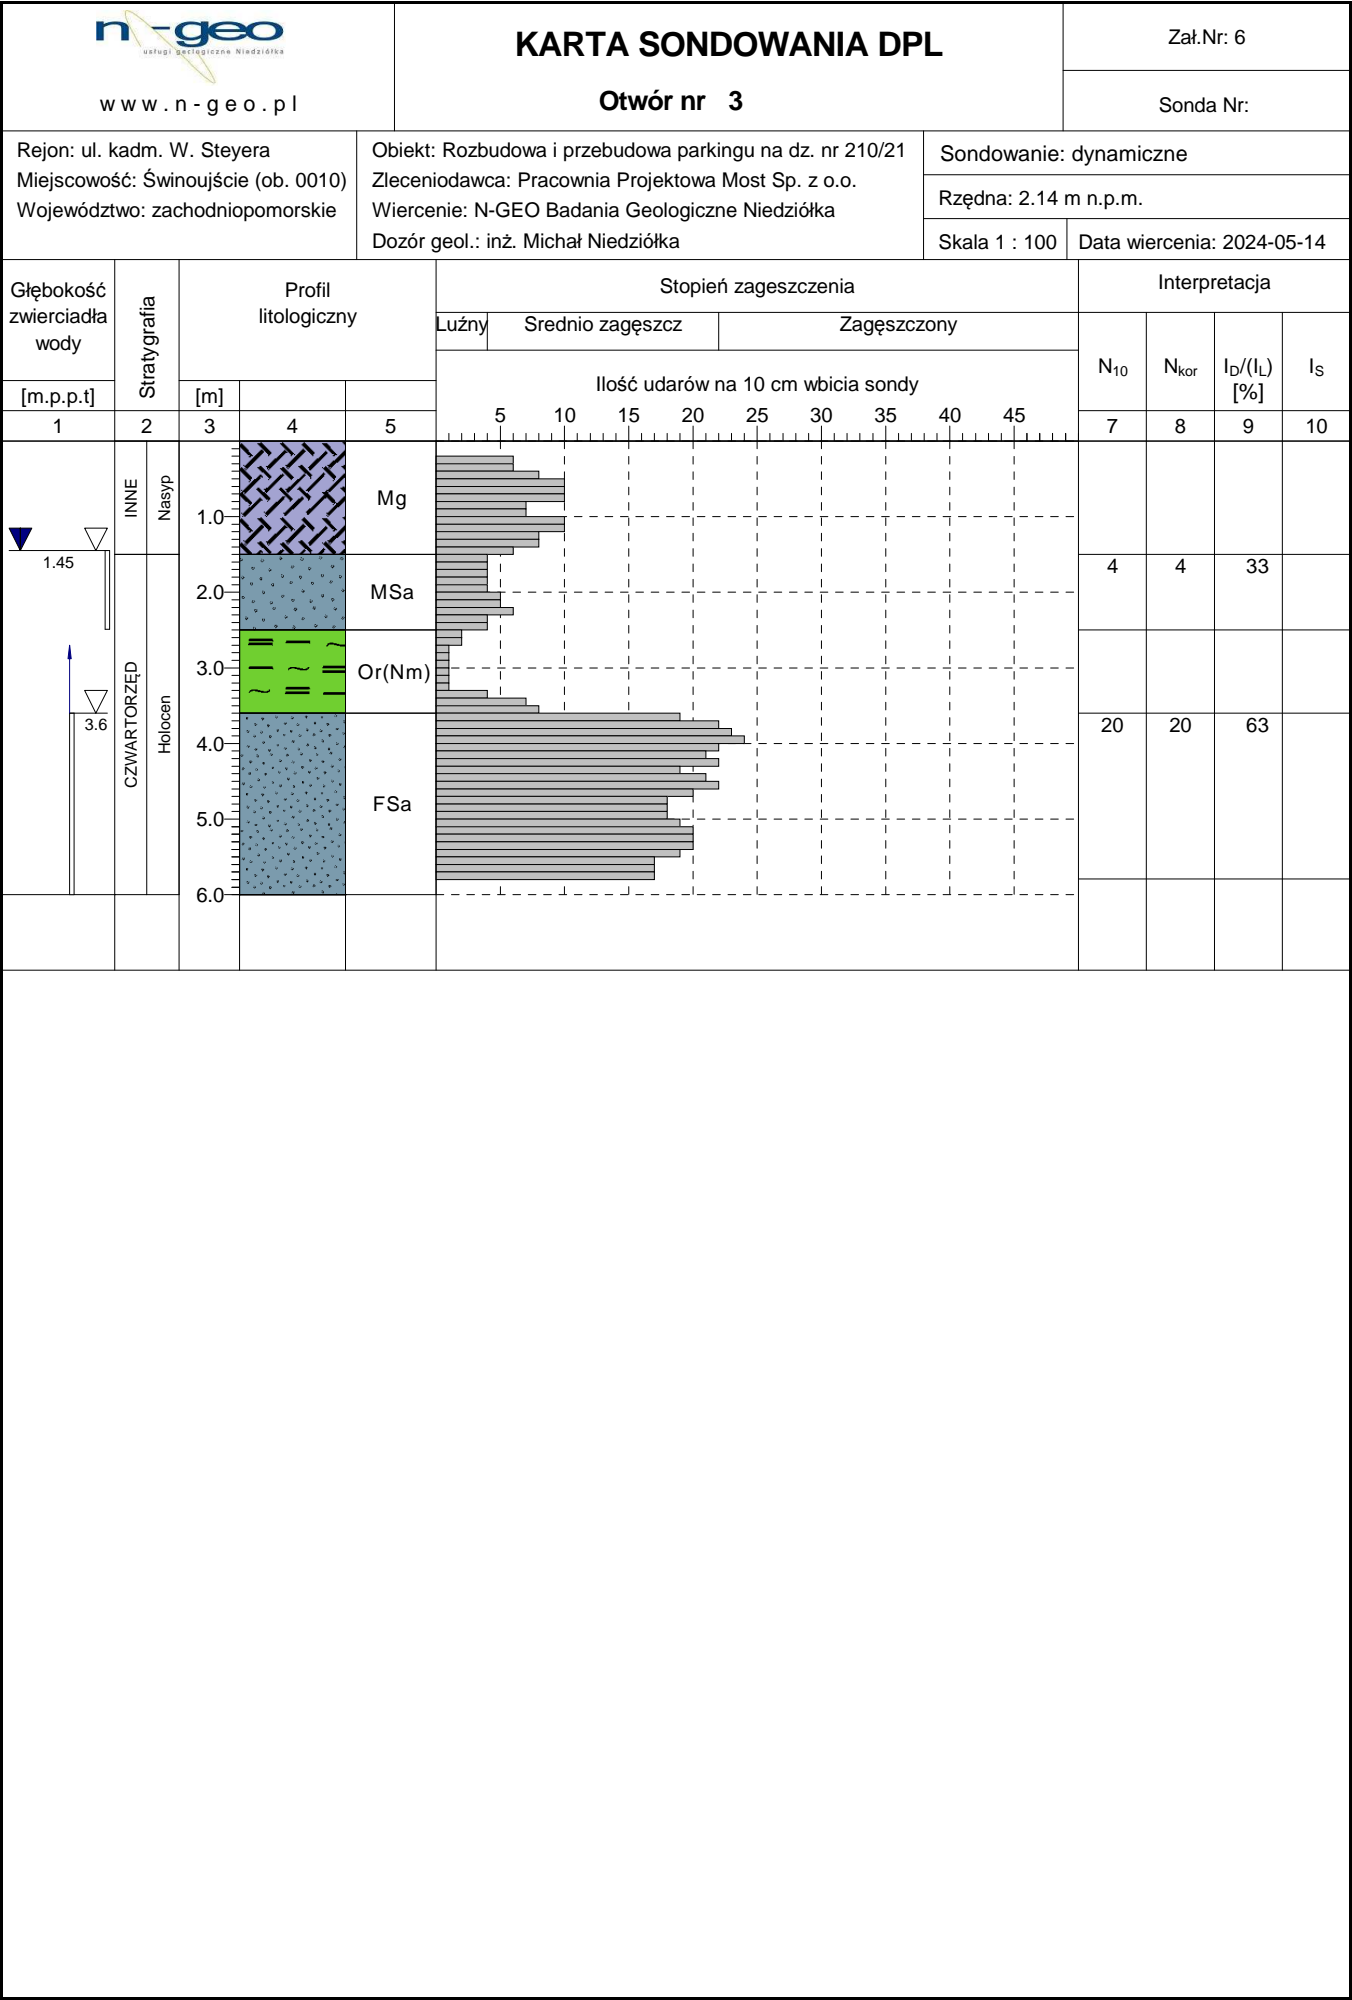 n-geo
usługi geologiczne Niedziółka
www.n-geo.pl
KARTA SONDOWANIA DPL
Otwór nr 3
Zał.Nr: 6
Sonda Nr:
Rejon: ul. kadm. W. Steyera
Miejscowość: Świnoujście (ob. 0010)
Województwo: zachodniopomorskie
Obiekt: Rozbudowa i przebudowa parkingu na dz. nr 210/21
Zleceniodawca: Pracownia Projektowa Most Sp. z o.o.
Wiercenie: N-GEO Badania Geologiczne Niedziółka
Dozór geol.: inż. Michał Niedziółka
Sondowanie: dynamiczne
Rzędna: 2.14 m n.p.m.
Skala 1 : 100
Data wiercenia: 2024-05-14
Głębokość
zwierciadła
wody
[m.p.p.t]
Stratygrafia
Profil
litologiczny
[m]
Stopień zageszczenia
Luźny
Srednio zagęszcz
Zagęszczony
Ilość udarów na 10 cm wbicia sondy
5 10 15 20 25 30 35 40 45
Interpretacja
N10
Nkor
ID/(IL)
[%]
IS
1 2 3 4 5 7 8 9 10
INNE
Nasyp
Mg
1.0
1.45
MSa
4 4 33
2.0
CZWARTORZĘD
Holocen
Or(Nm)
3.0
3.6
20 20 63
4.0
FSa
5.0
6.0